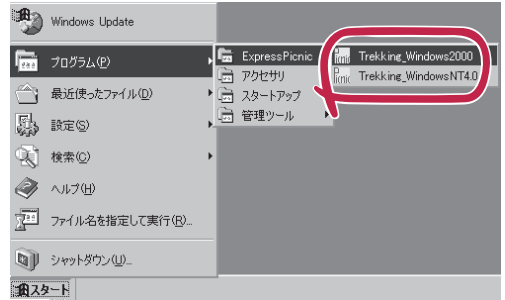 Windows Update
プログラム(P)
最近使ったファイル(D)
設定(S)
検索(C)
ヘルプ(H)
ファイル名を指定して実行(R)...
シャットダウン(U)...
スタート
ExpressPicnic
アクセサリ
スタートアップ
管理ツール
Trekking_Windows2000
Trekking_WindowsNT4.0